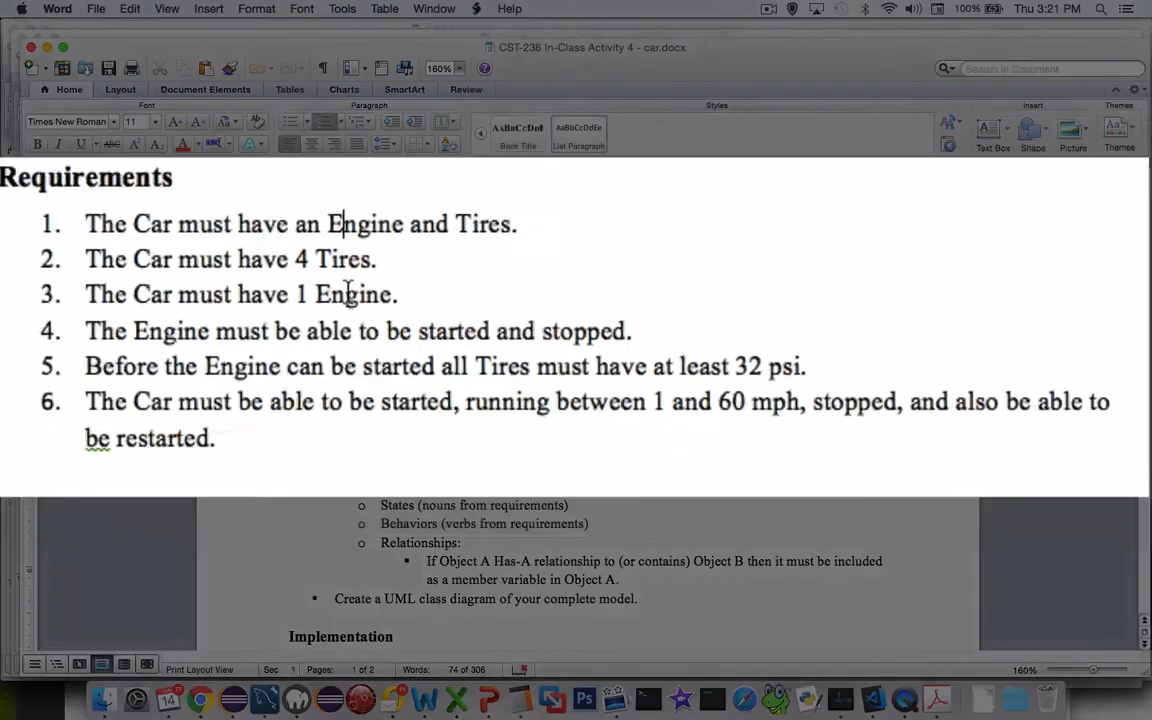 Word File Edit View Insert Format Font Tools Table Window Help 100% Thu 3:21 PM
CST-236 In-Class Activity 4 - car.docx
160% Search in Document
Home Layout Document Elements Tables Charts SmartArt Review
Font Paragraph Styles Insert Themes
Times New Roman 11 AaBbCcDdE AaBbCcDdEe
B I U ABC A² A₂ Book Title List Paragraph Text Box Shape Picture Themes
Requirements
1. The Car must have an Engine and Tires.
2. The Car must have 4 Tires.
3. The Car must have 1 Engine.
4. The Engine must be able to be started and stopped.
5. Before the Engine can be started all Tires must have at least 32 psi.
6. The Car must be able to be started, running between 1 and 60 mph, stopped, and also be able to
be restarted.
o States (nouns from requirements)
o Behaviors (verbs from requirements)
o Relationships:
▪ If Object A Has-A relationship to (or contains) Object B then it must be included
as a member variable in Object A.
• Create a UML class diagram of your complete model.
Implementation
Print Layout View Sec 1 Pages: 1 of 2 Words: 74 of 306 160%